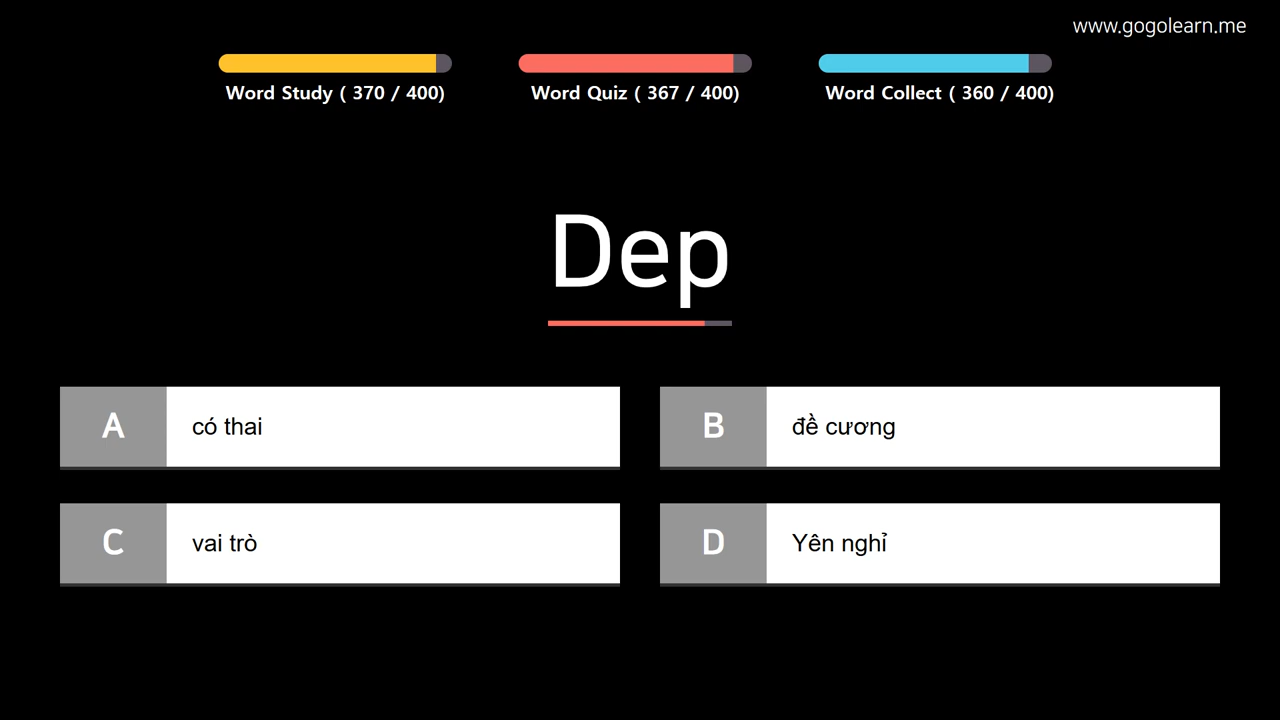 www.gogolearn.me
Word Study ( 370 / 400)
Word Quiz ( 367 / 400)
Word Collect ( 360 / 400)
Dep
A
có thai
B
đề cương
C
vai trò
D
Yên nghỉ